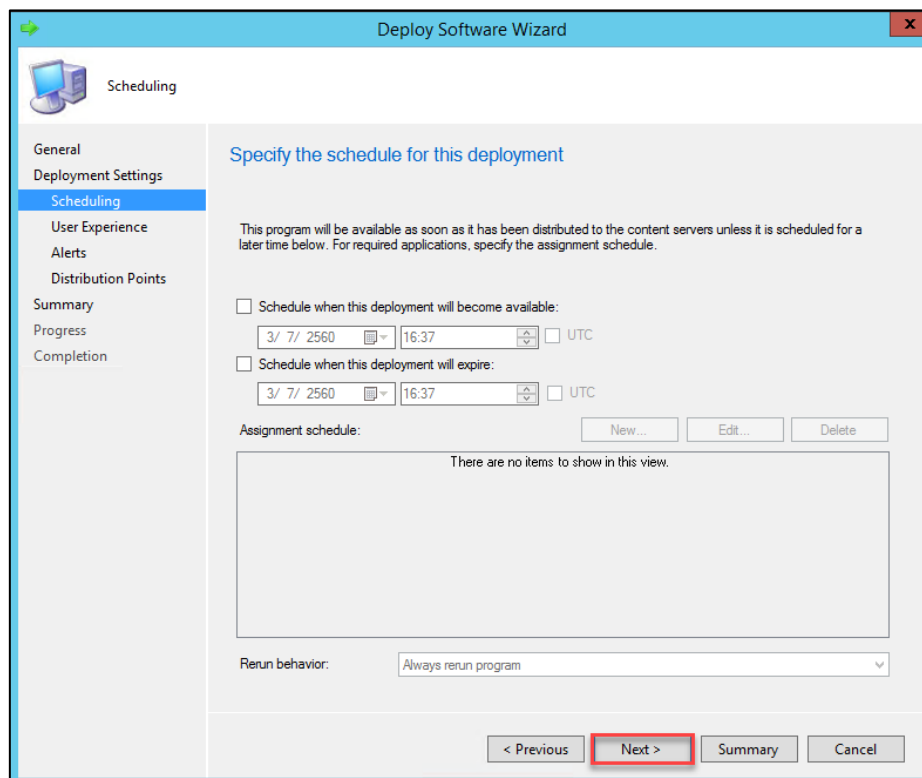 Deploy Software Wizard
x
Scheduling
General
Deployment Settings
Scheduling
User Experience
Alerts
Distribution Points
Summary
Progress
Completion
Specify the schedule for this deployment
This program will be available as soon as it has been distributed to the content servers unless it is scheduled for a
later time below. For required applications, specify the assignment schedule.
Schedule when this deployment will become available:
3/ 7/ 2560 16:37 UTC
Schedule when this deployment will expire:
3/ 7/ 2560 16:37 UTC
Assignment schedule: New... Edit... Delete
There are no items to show in this view.
Rerun behavior: Always rerun program
< Previous Next > Summary Cancel